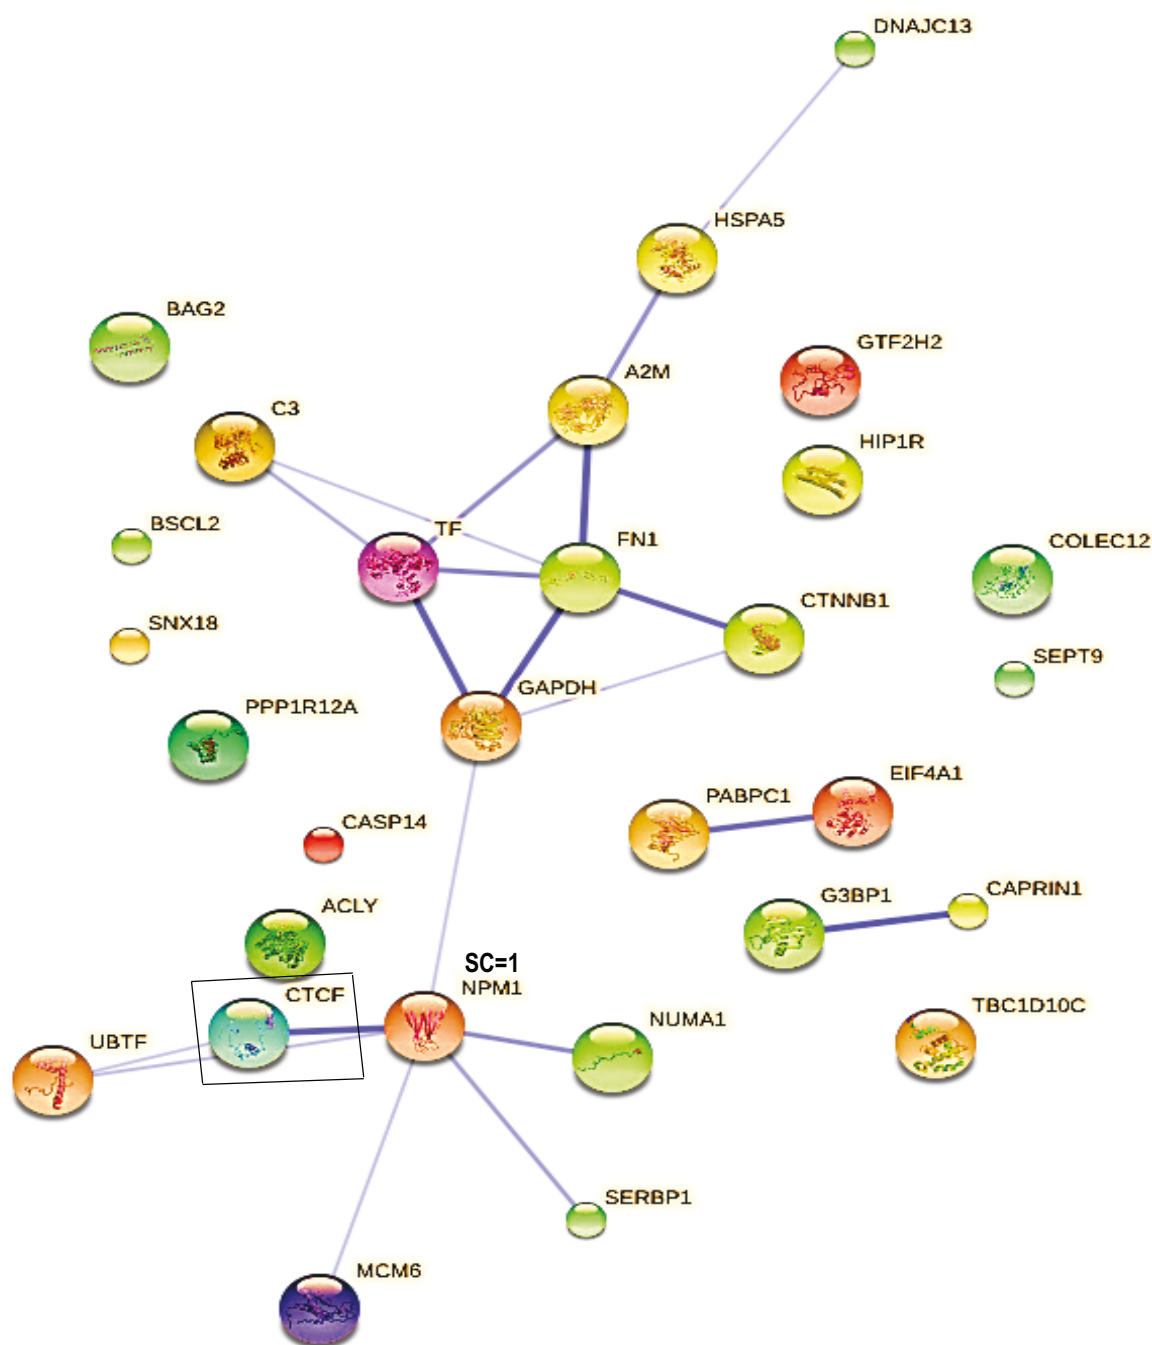 DNAJC13
HSPA5
BAG2
GTF2H2
A2M
C3
HIP1R
BSCL2
TF
FN1
COLEC12
CTNNB1
SNX18
SEPT9
GAPDH
PPP1R12A
EIF4A1
PABPC1
CASP14
CAPRIN1
G3BP1
ACLY
SC=1
NPM1
CTCF
TBC1D10C
NUMA1
UBTF
SERBP1
MCM6